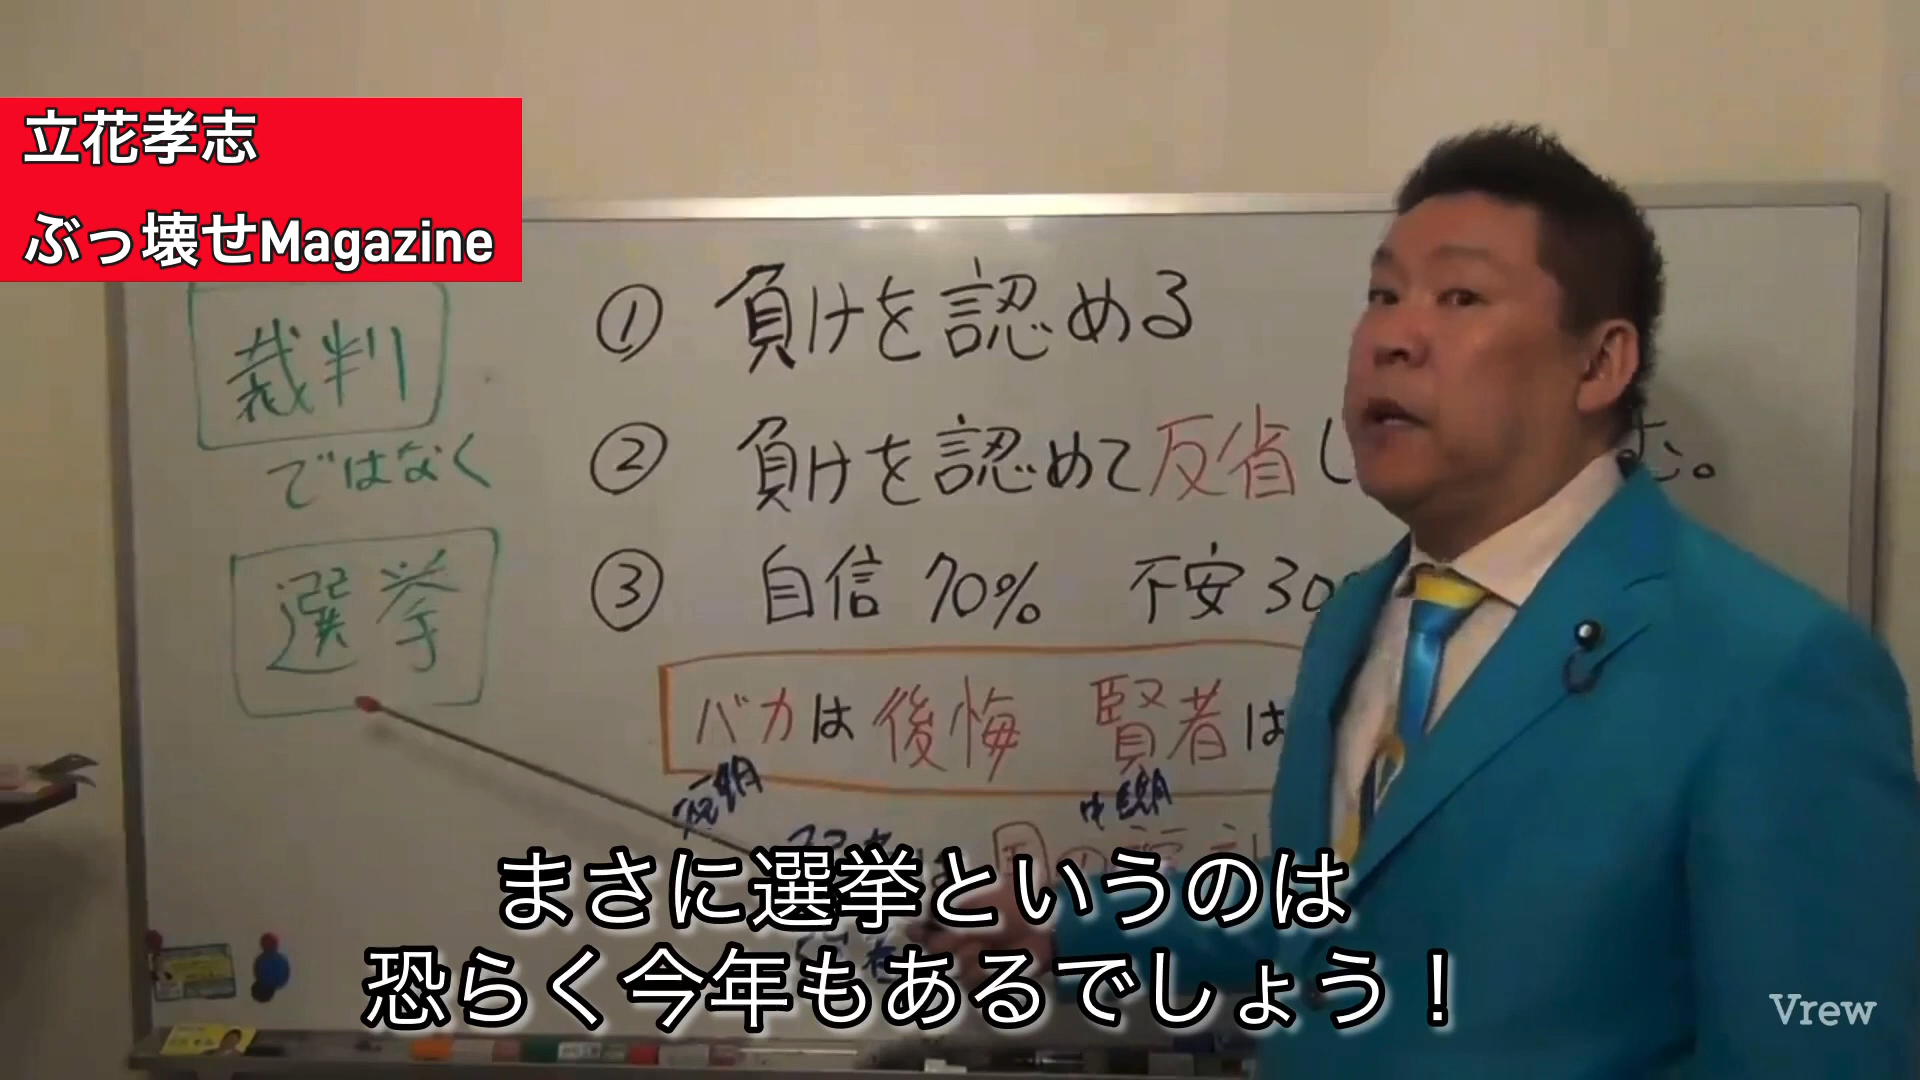 立花孝志
ぶっ壊せMagazine
裁判
ではなく
選挙
① 負けを認める
② 負けを認めて反省し
む。
③ 自信 70% 不安 30
バカは後悔 賢者は
まさに選挙というのは
恐らく今年もあるでしょう！
Vrew